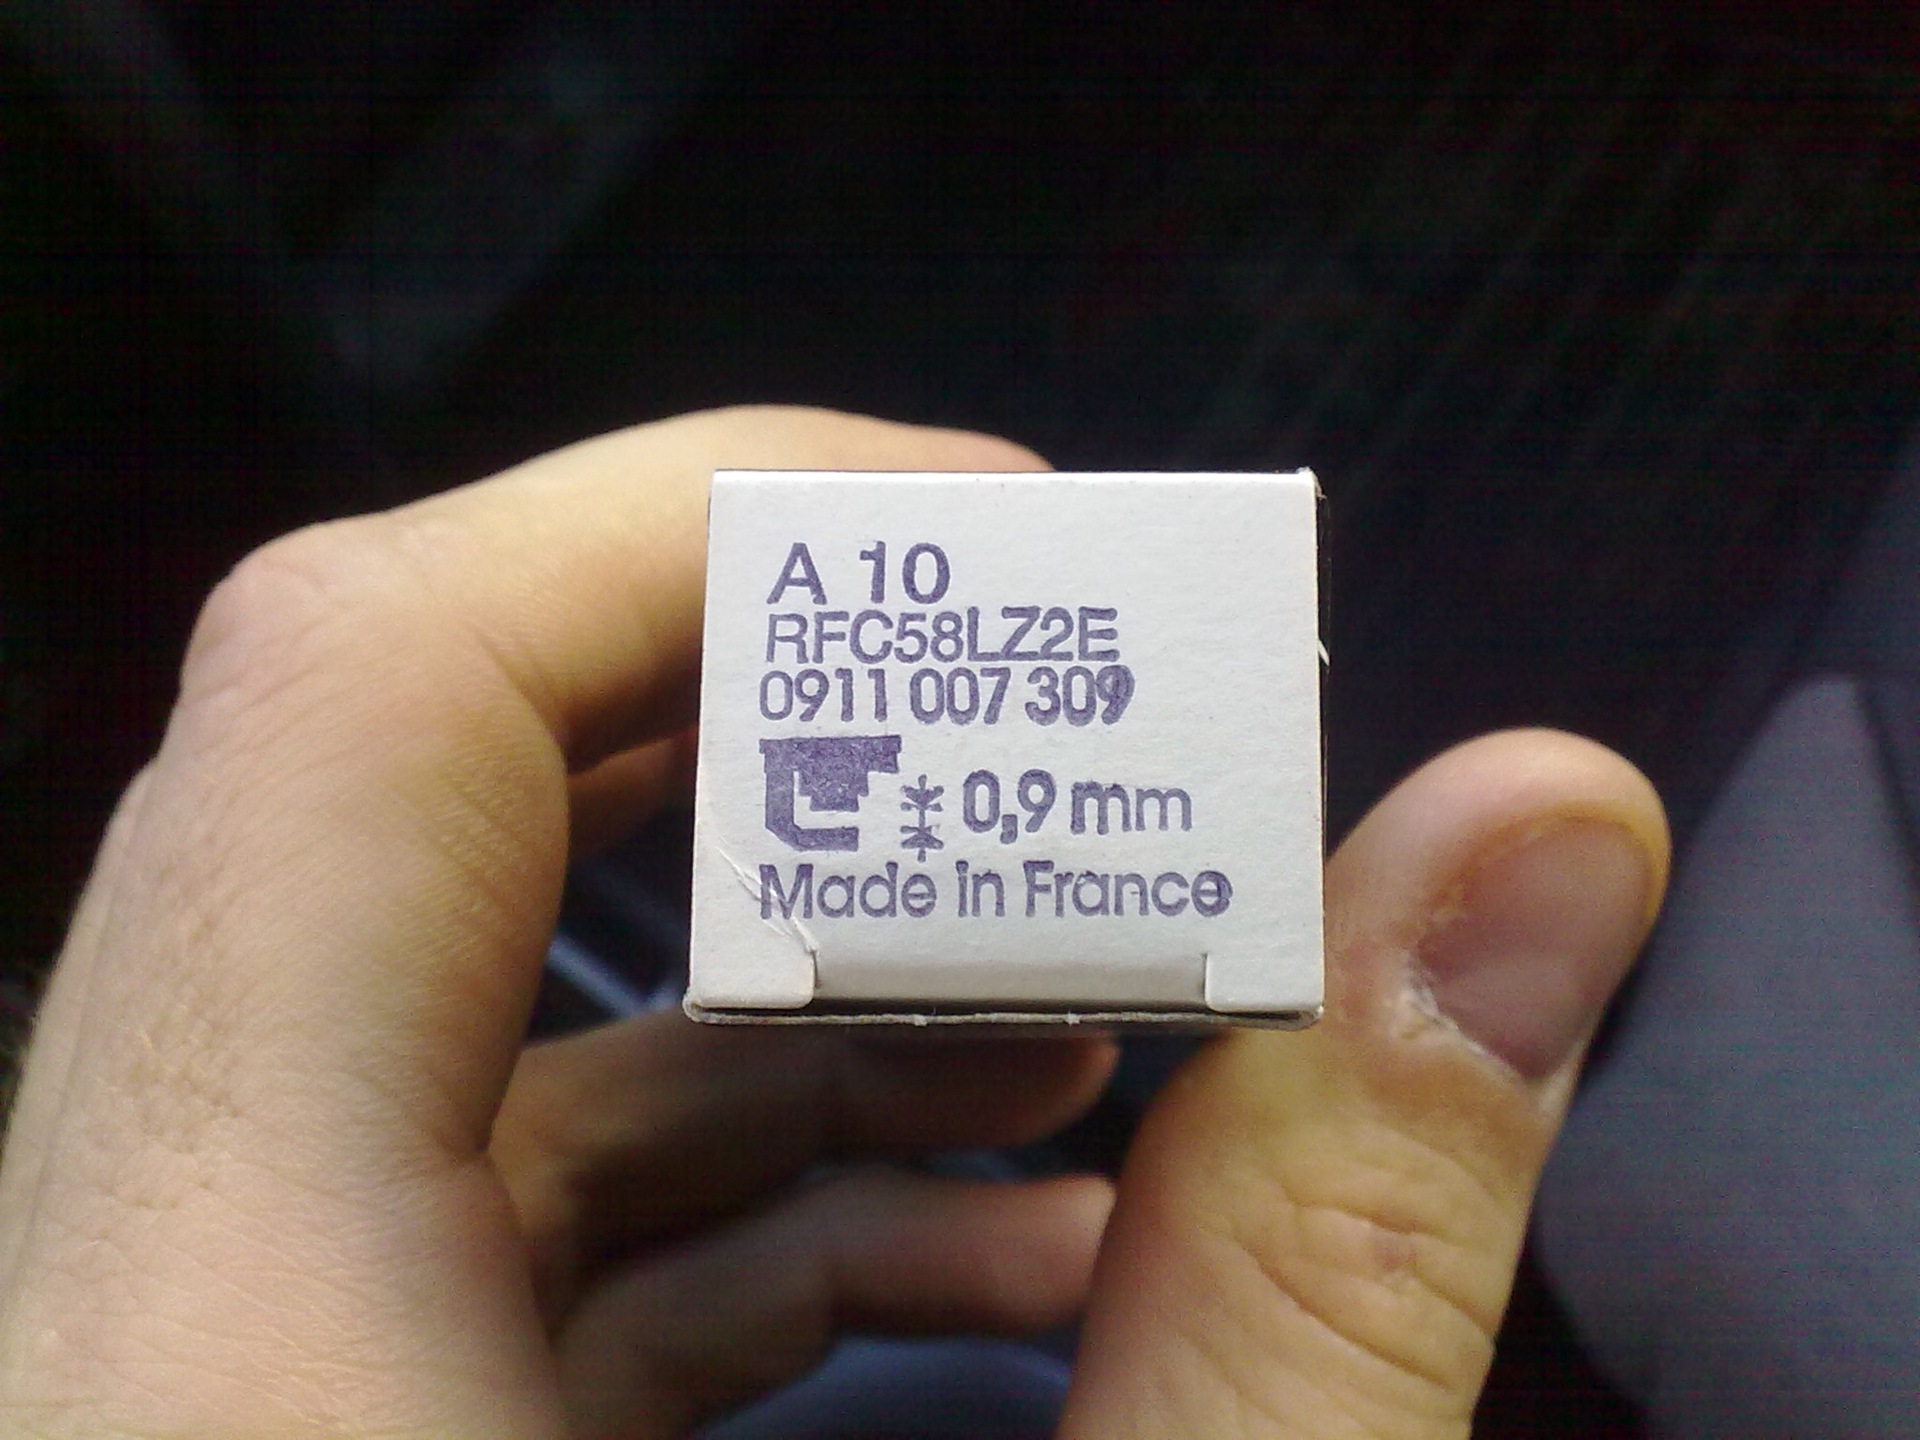 A 10
RFC58LZ2E
0911 007 309
0,9 mm
Made in France